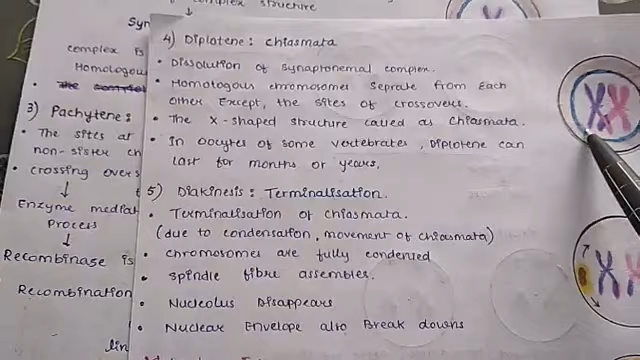 complex structure
Syn
complex is
Homologous
3) Pachytene:
• The sites at
non-sister ch
• crossing overs
↓
Enzyme mediat
Process
↓
Recombinase is
Recombination
lin
4) Diplotene: chiasmata
• Dissolution of synaptonemal complex.
• Homologous chromosomes seprate from Each
other Except, the sites of crossovers.
• The X-shaped structure called as chiasmata.
• In oocytes of some vertebrates, Diplotene can
last for months or years.
5) Diakinesis: Terminalisation.
• Terminalisation of chiasmata.
(due to condensation, movement of chiasmata)
• chromosomes are fully condensed
• spindle fibre assembles.
• Nucleolus Disappears
• Nuclear Envelope also Break downs